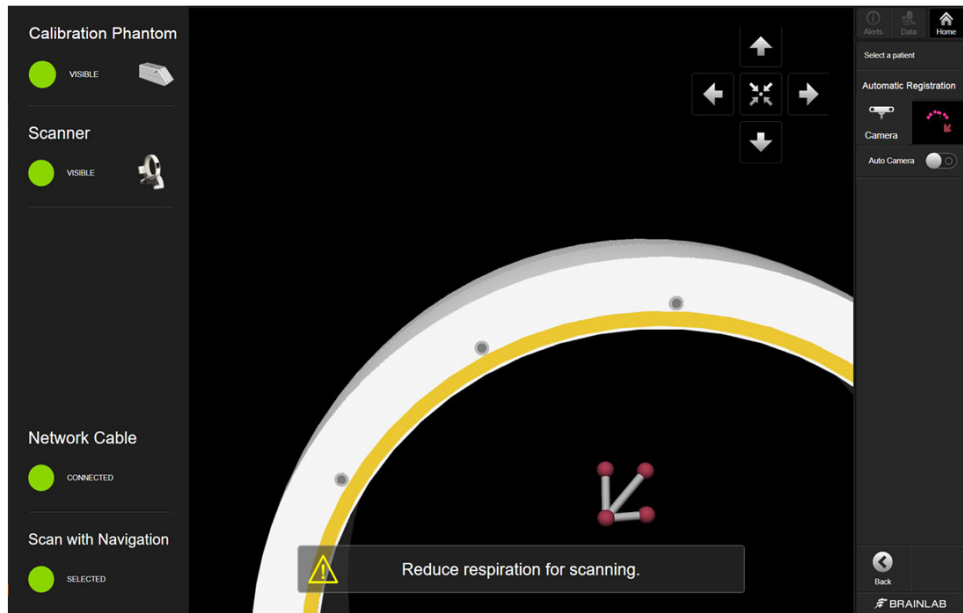 Calibration Phantom
VISIBLE
Scanner
VISIBLE
Network Cable
CONNECTED
Scan with Navigation
SELECTED
Reduce respiration for scanning.
Alerts
Data
Home
Select a patient
Automatic Registration
Camera
Auto Camera
Back
BRAINLAB